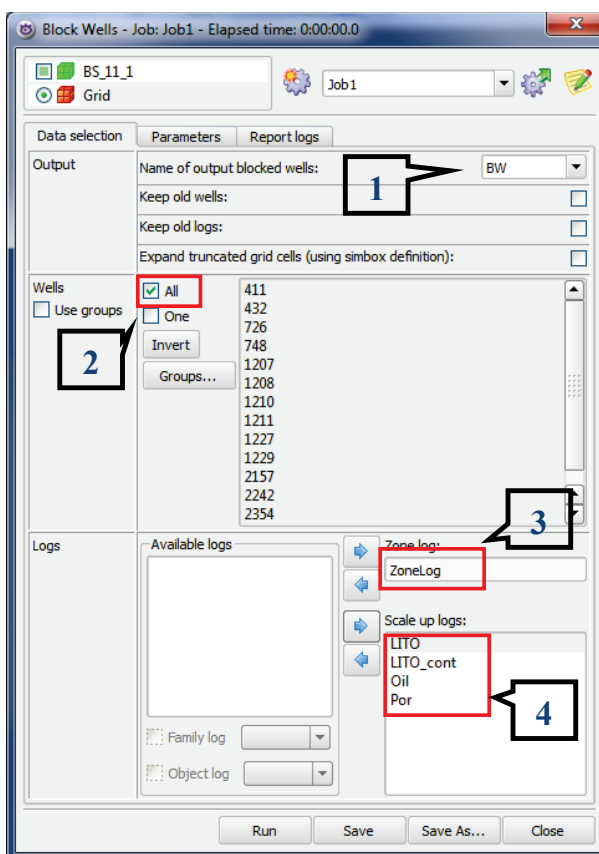 Block Wells - Job: Job1 - Elapsed time: 0:00:00.0
BS_11_1
Grid
Job1
Data selection
Parameters
Report logs
Output
Name of output blocked wells:
BW
1
Keep old wells:
Keep old logs:
Expand truncated grid cells (using simbox definition):
Wells
Use groups
All
One
Invert
Groups...
2
411
432
726
748
1207
1208
1210
1211
1227
1229
2157
2242
2354
3
Logs
Available logs
Zone log:
ZoneLog
Scale up logs:
LITO
LITO_cont
Oil
Por
4
Family log
Object log
Run
Save
Save As...
Close